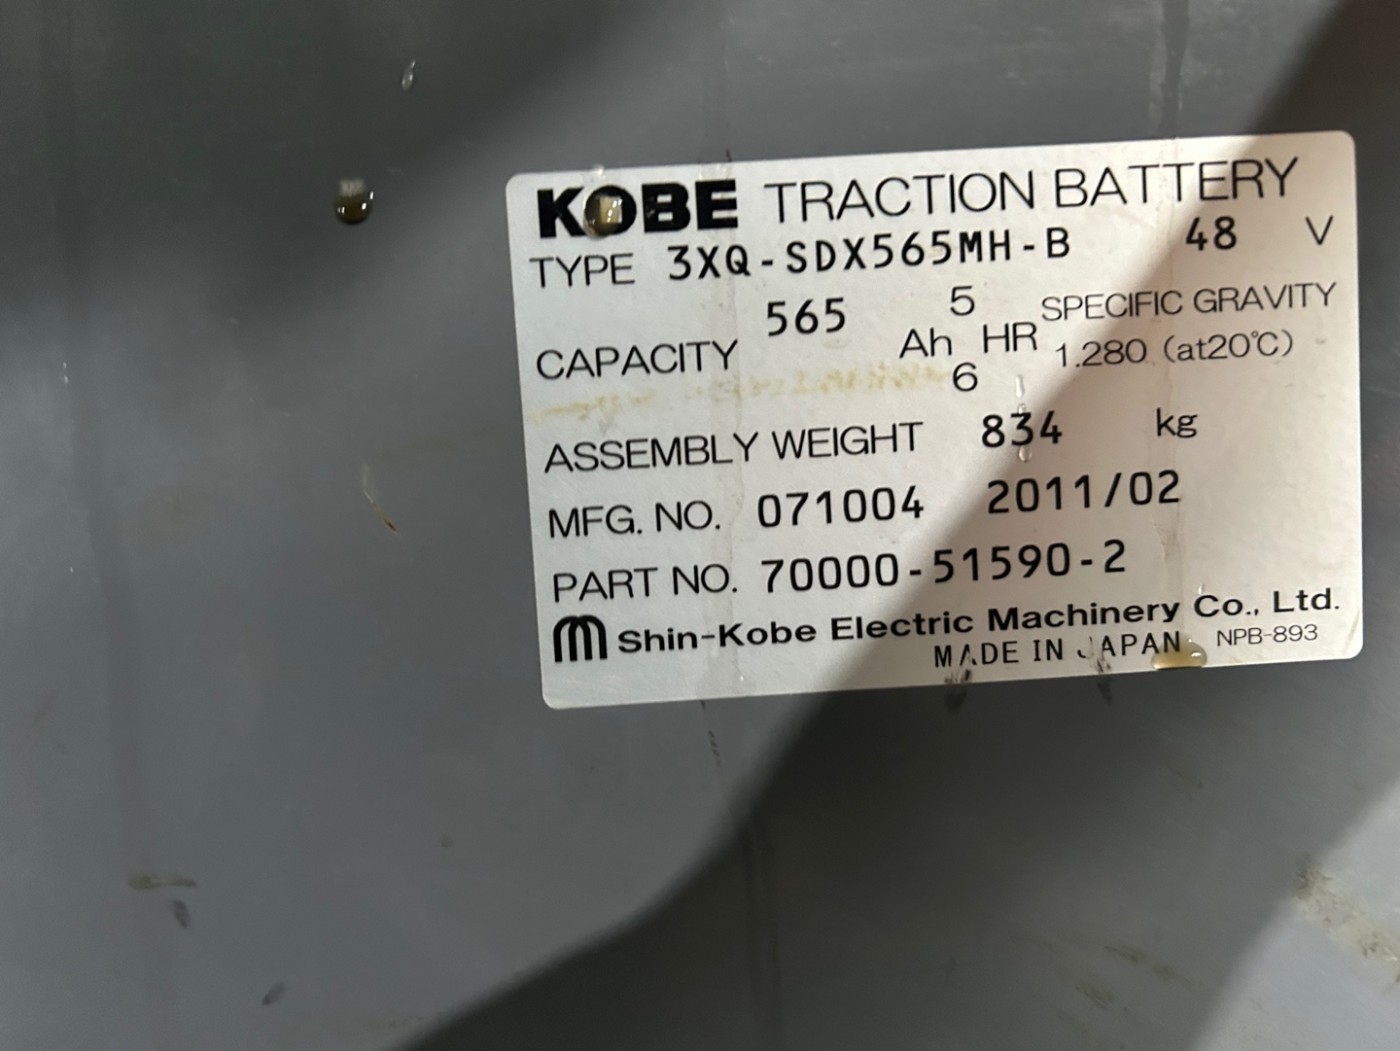 KOBE TRACTION BATTERY
TYPE 3XQ-SDX565MH-B 48 V
CAPACITY 565 Ah 5 HR SPECIFIC GRAVITY
6 1.280 (at20℃)
ASSEMBLY WEIGHT 834 kg
MFG. NO. 071004 2011/02
PART NO. 70000-51590-2
Shin-Kobe Electric Machinery Co., Ltd.
MADE IN JAPAN NPB-893